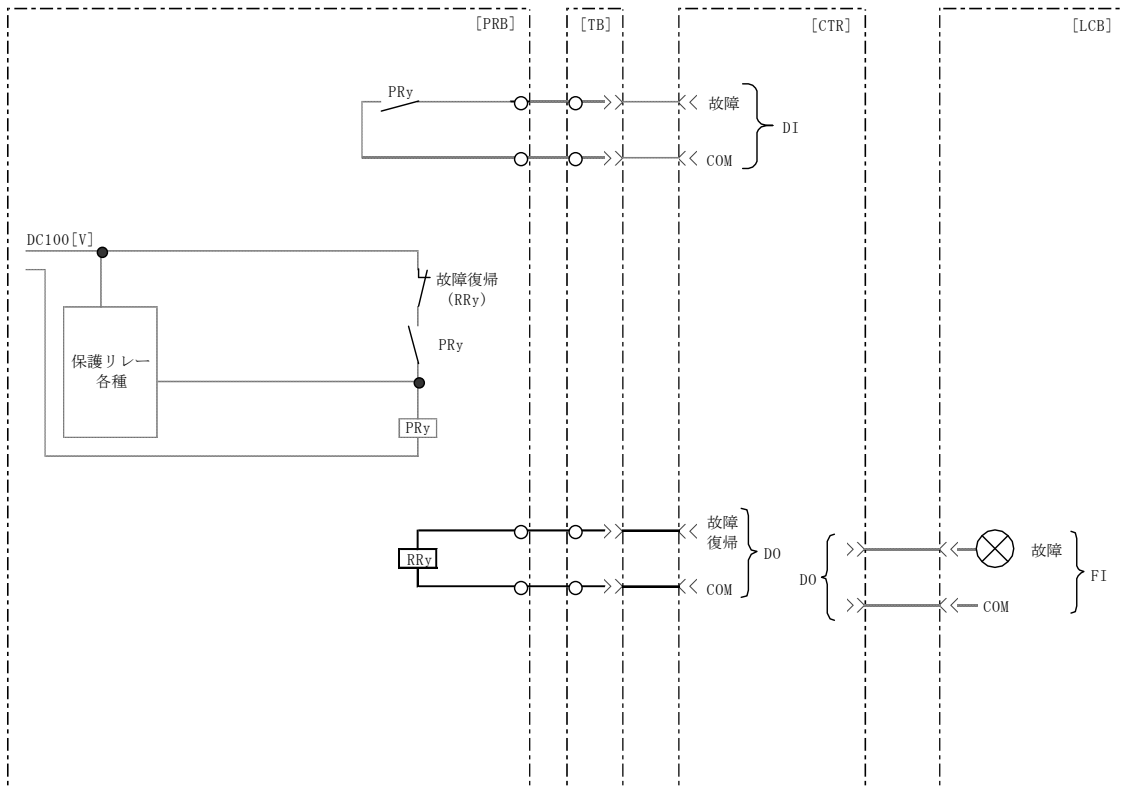 [PRB]
[TB]
[CTR]
[LCB]
PRy
故障
DI
COM
DC100[V]
故障復帰
(RRy)
PRy
保護リレー
各種
PRy
故障
復帰
DO
RRy
COM
DO
故障
FI
COM